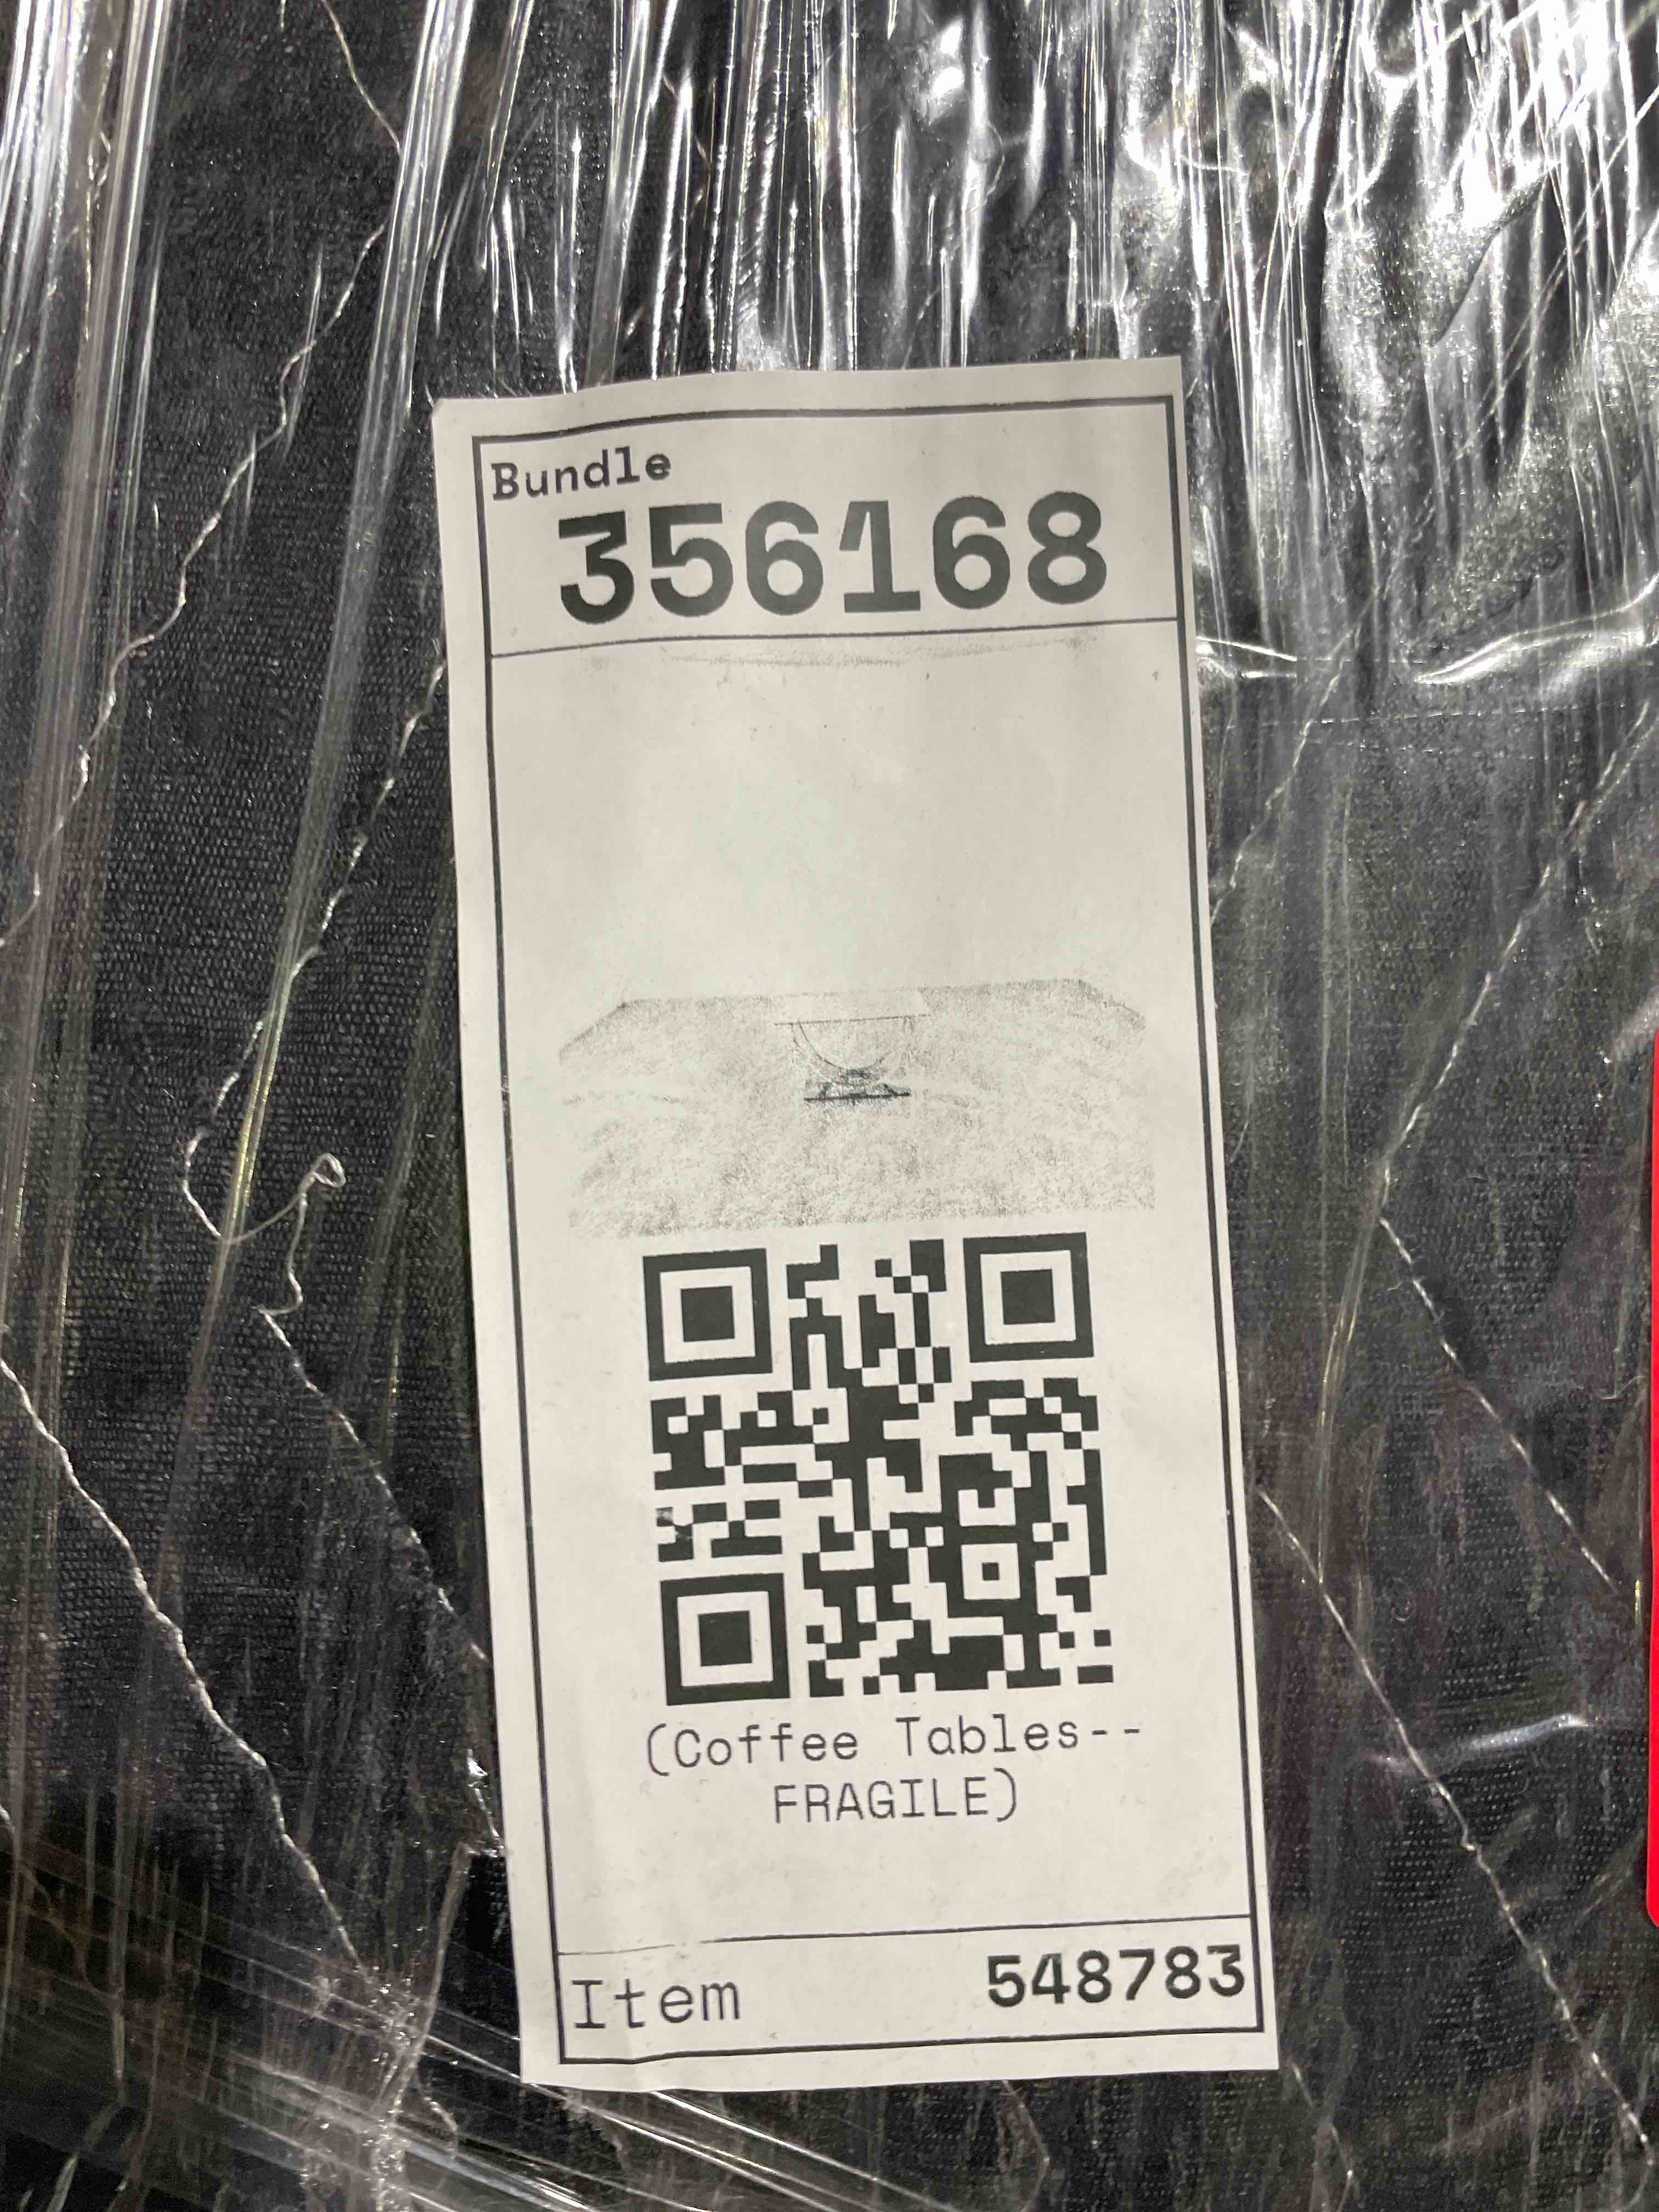 Bundle
356168
(Coffee Tables--
FRAGILE)
Item 548783